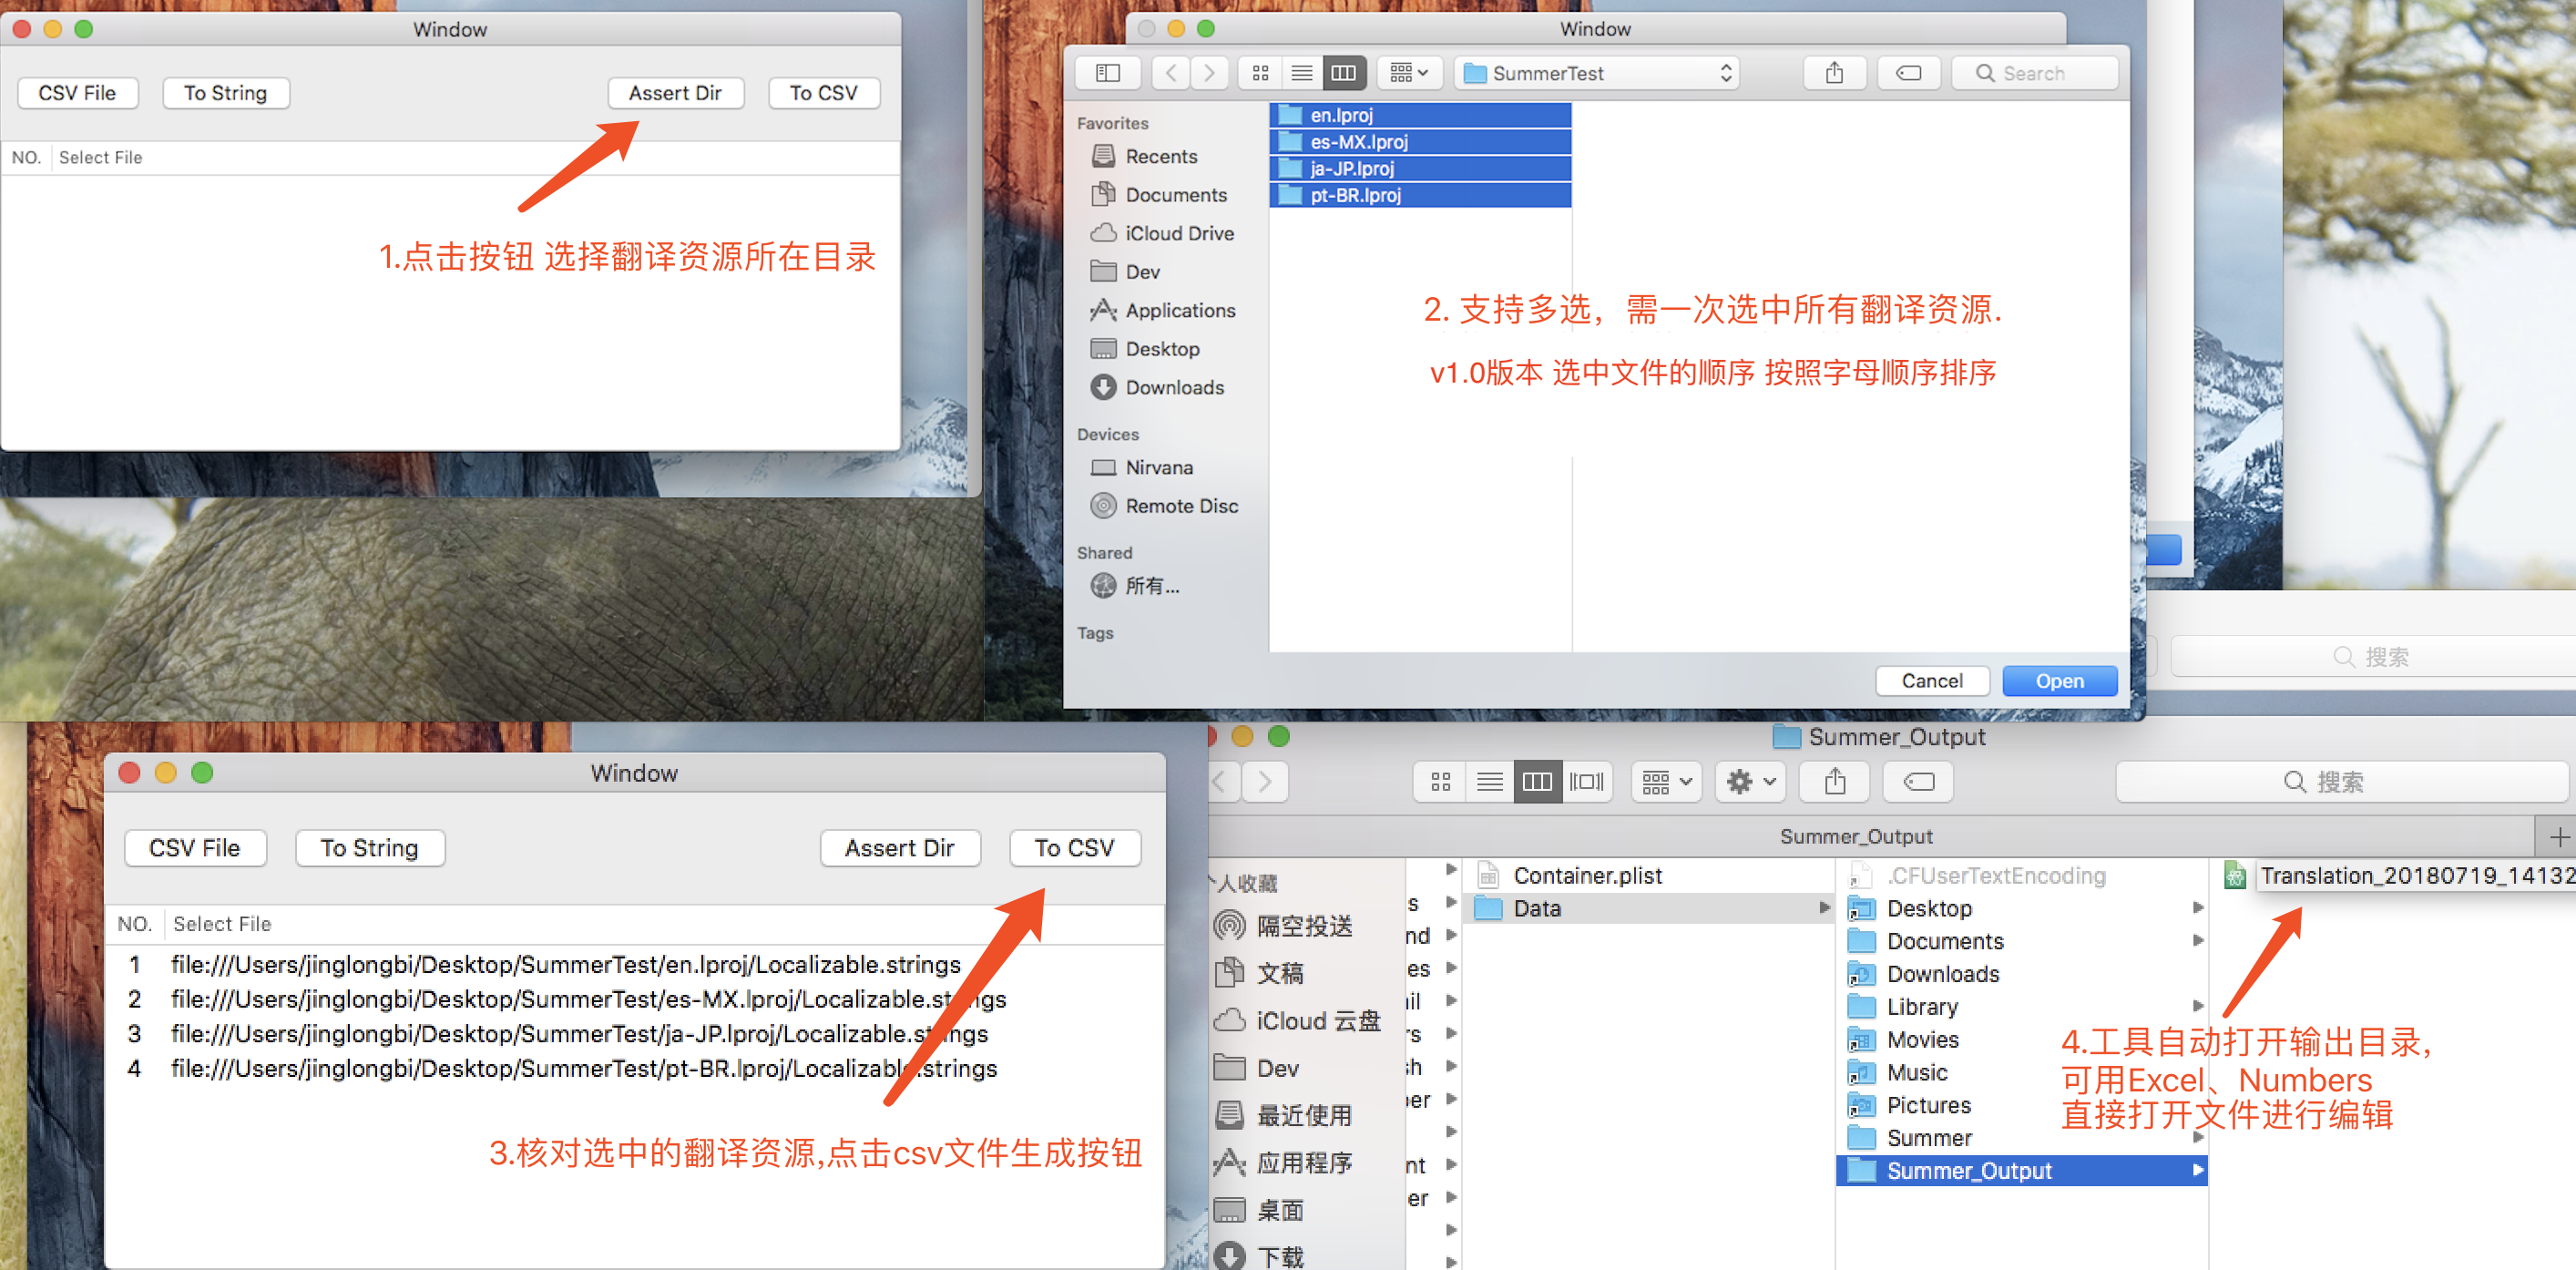 Window
CSV File
To String
Assert Dir
To CSV
NO.
Select File
1.点击按钮 选择翻译资源所在目录
Window
SummerTest
Search
Favorites
Recents
Documents
iCloud Drive
Dev
Applications
Desktop
Downloads
Devices
Nirvana
Remote Disc
Shared
所有...
Tags
en.lproj
es-MX.lproj
ja-JP.lproj
pt-BR.lproj
2. 支持多选，需一次选中所有翻译资源.
v1.0版本 选中文件的顺序 按照字母顺序排序
Cancel
Open
搜索
Window
CSV File
To String
Assert Dir
To CSV
NO.
Select File
1 file:///Users/jinglongbi/Desktop/SummerTest/en.lproj/Localizable.strings
2 file:///Users/jinglongbi/Desktop/SummerTest/es-MX.lproj/Localizable.strings
3 file:///Users/jinglongbi/Desktop/SummerTest/ja-JP.lproj/Localizable.strings
4 file:///Users/jinglongbi/Desktop/SummerTest/pt-BR.lproj/Localizable.strings
3.核对选中的翻译资源,点击csv文件生成按钮
Summer_Output
搜索
Summer_Output
人收藏
隔空投送
文稿
iCloud 云盘
Dev
最近使用
应用程序
桌面
下载
s
nd
es
il
rs
sh
er
nt
er
Container.plist
Data
.CFUserTextEncoding
Desktop
Documents
Downloads
Library
Movies
Music
Pictures
Summer
Summer_Output
Translation_20180719_14132
4.工具自动打开输出目录,
可用Excel、Numbers
直接打开文件进行编辑